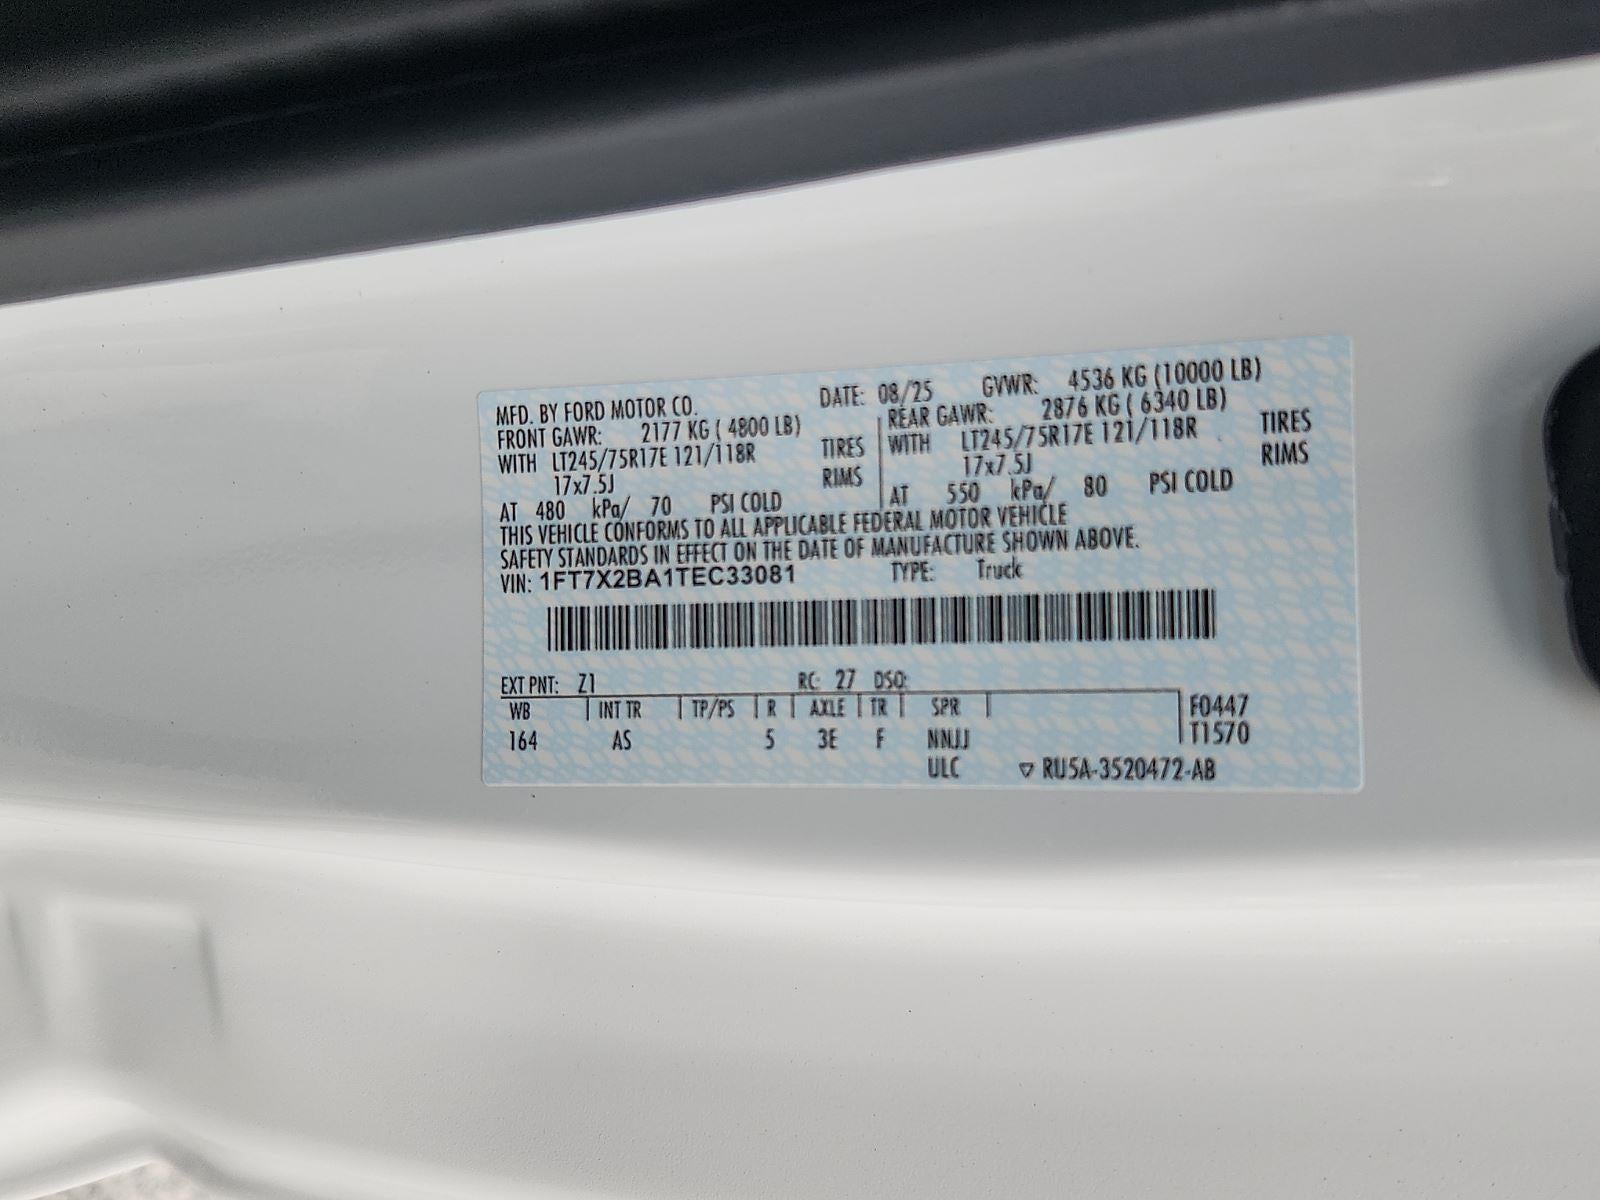 MFD. BY FORD MOTOR CO. DATE: 08/25 GVWR: 4536 KG (10000 LB)
FRONT GAWR: 2177 KG ( 4800 LB) REAR GAWR: 2876 KG ( 6340 LB)
WITH LT245/75R17E 121/118R TIRES WITH LT245/75R17E 121/118R TIRES
17x7.5J RIMS 17x7.5J RIMS
AT 480 kPa/ 70 PSI COLD AT 550 kPa/ 80 PSI COLD
THIS VEHICLE CONFORMS TO ALL APPLICABLE FEDERAL MOTOR VEHICLE
SAFETY STANDARDS IN EFFECT ON THE DATE OF MANUFACTURE SHOWN ABOVE.
VIN: 1FT7X2BA1TEC33081 TYPE: Truck
EXT PNT: Z1 RC: 27 DSO:
WB INT TR TP/PS R AXLE TR SPR F0447
164 AS 5 3E F NNJJ T1570
ULC RU5A-3520472-AB